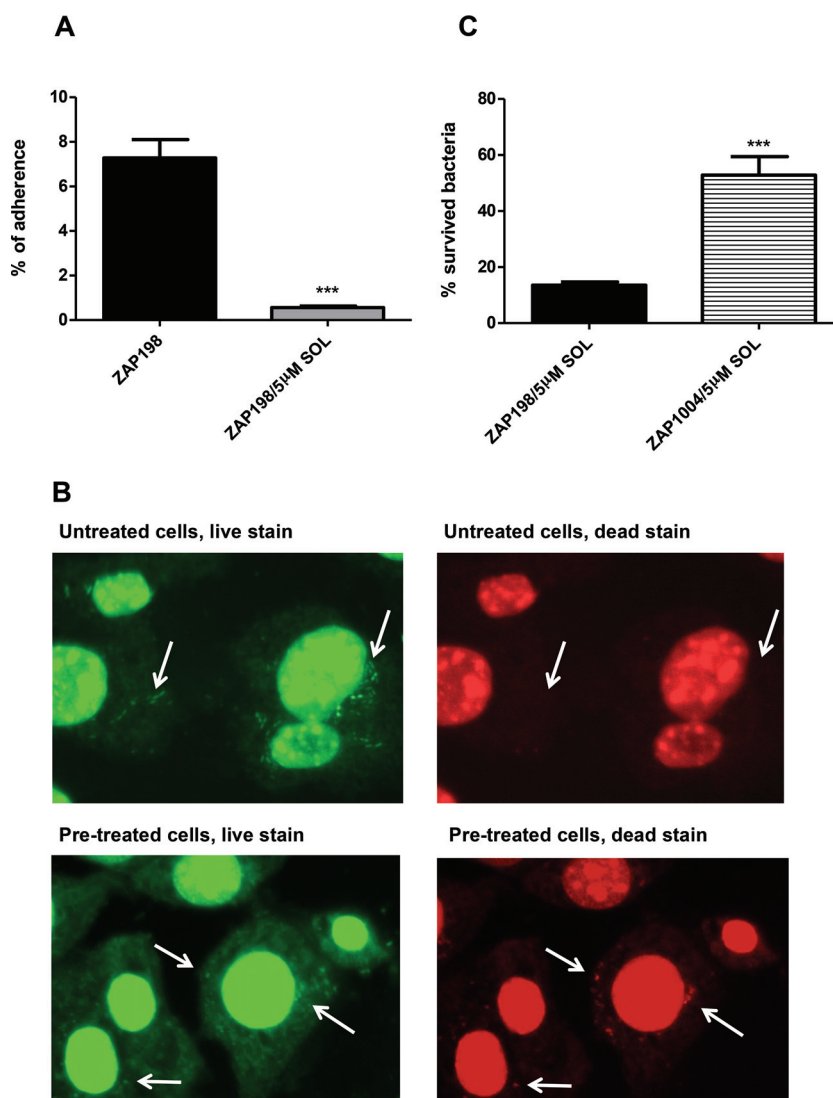 A
% of adherence
10
8
6
4
2
0
***
ZAP198
ZAP198/5µM SOL
C
% survived bacteria
80
60
40
20
0
***
ZAP198/5µM SOL
ZAP1004/5µM SOL
B
Untreated cells, live stain
Untreated cells, dead stain
Pre-treated cells, live stain
Pre-treated cells, dead stain